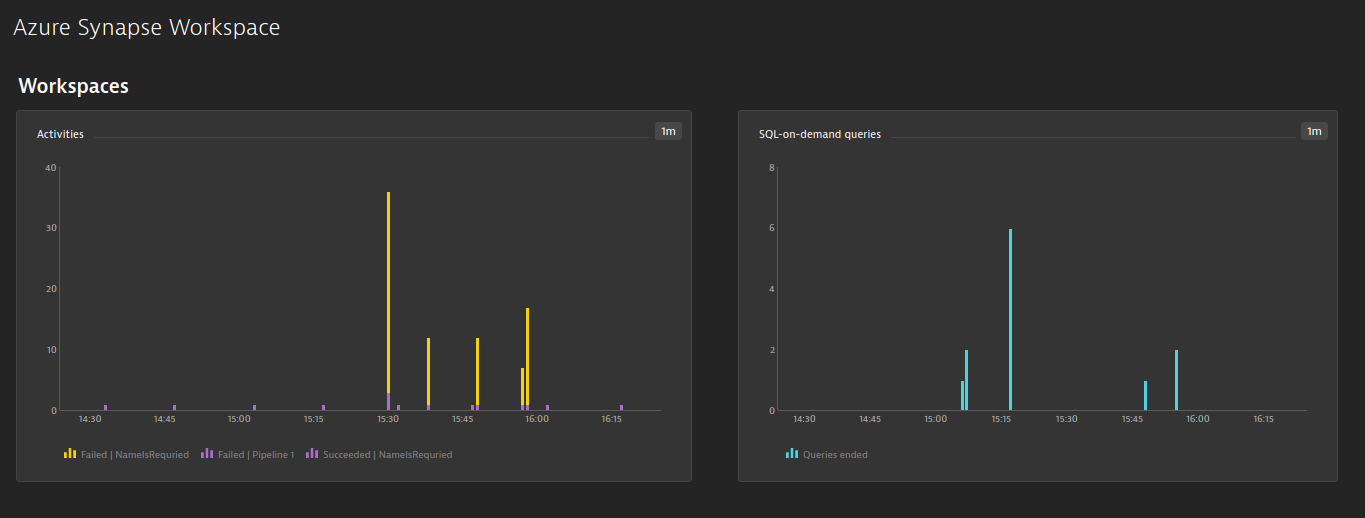 Azure Synapse Workspace
Workspaces
Activities
1m
40
30
20
10
0
14:30 14:45 15:00 15:15 15:30 15:45 16:00 16:15
Failed | NameIsRequried Failed | Pipeline 1 Succeeded | NameIsRequried
SQL-on-demand queries
1m
8
6
4
2
0
14:30 14:45 15:00 15:15 15:30 15:45 16:00 16:15
Queries ended